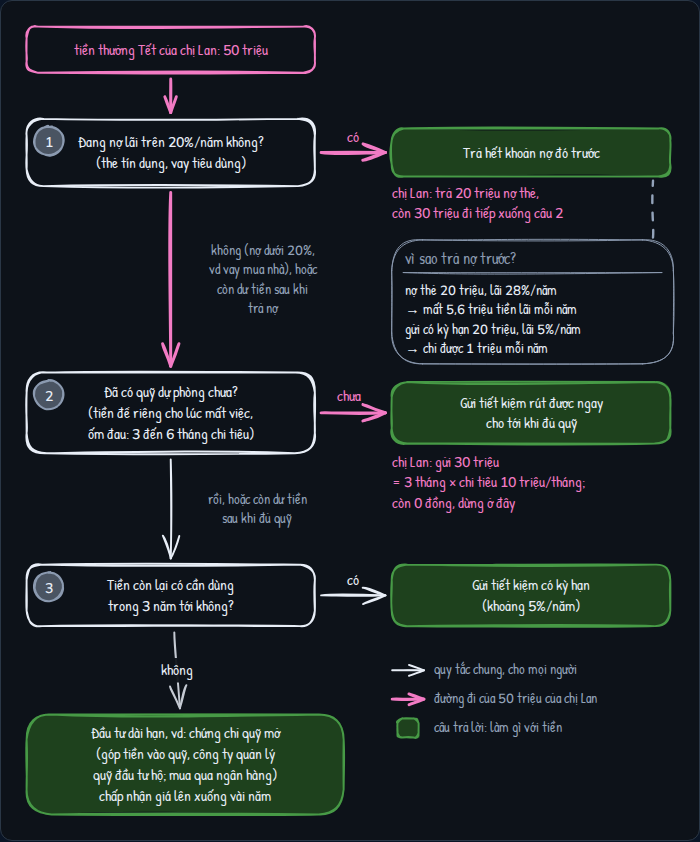 tiền thưởng Tết của chị Lan: 50 triệu
1
Đang nợ lãi trên 20%/năm không?
(thẻ tín dụng, vay tiêu dùng)
có
Trả hết khoản nợ đó trước
chị Lan: trả 20 triệu nợ thẻ,
còn 30 triệu đi tiếp xuống câu 2
không (nợ dưới 20%,
vd vay mua nhà), hoặc
còn dư tiền sau khi
trả nợ
vì sao trả nợ trước?
nợ thẻ 20 triệu, lãi 28%/năm
→ mất 5,6 triệu tiền lãi mỗi năm
gửi có kỳ hạn 20 triệu, lãi 5%/năm
→ chỉ được 1 triệu mỗi năm
2
Đã có quỹ dự phòng chưa?
(tiền để riêng cho lúc mất việc,
ốm đau: 3 đến 6 tháng chi tiêu)
chưa
Gửi tiết kiệm rút được ngay
cho tới khi đủ quỹ
chị Lan: gửi 30 triệu
= 3 tháng × chi tiêu 10 triệu/tháng;
còn 0 đồng, dừng ở đây
rồi, hoặc còn dư tiền
sau khi đủ quỹ
3
Tiền còn lại có cần dùng
trong 3 năm tới không?
có
Gửi tiết kiệm có kỳ hạn
(khoảng 5%/năm)
không
Đầu tư dài hạn, vd: chứng chỉ quỹ mở
(góp tiền vào quỹ, công ty quản lý
quỹ đầu tư hộ; mua qua ngân hàng)
chấp nhận giá lên xuống vài năm
quy tắc chung, cho mọi người
đường đi của 50 triệu của chị Lan
câu trả lời: làm gì với tiền